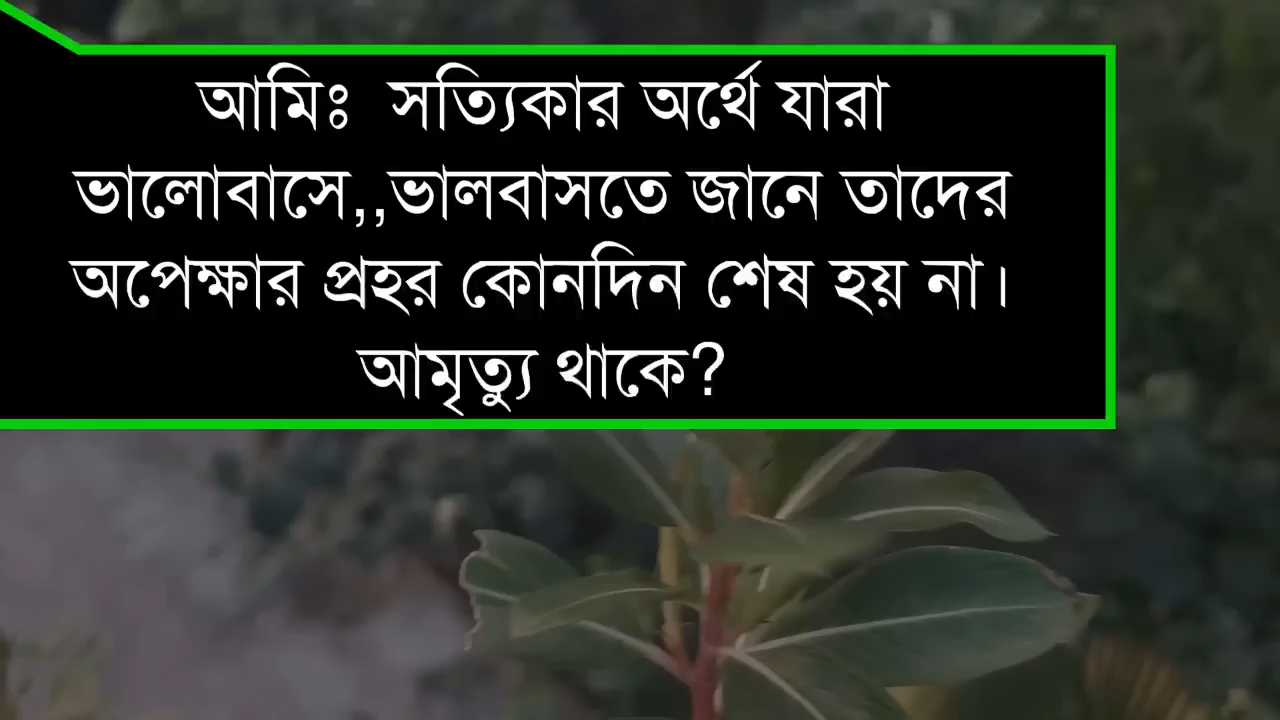 আমিঃ সত্যিকার অর্থে যারা
ভালোবাসে,,ভালবাসতে জানে তাদের
অপেক্ষার প্রহর কোনদিন শেষ হয় না।
আমৃত্যু থাকে?